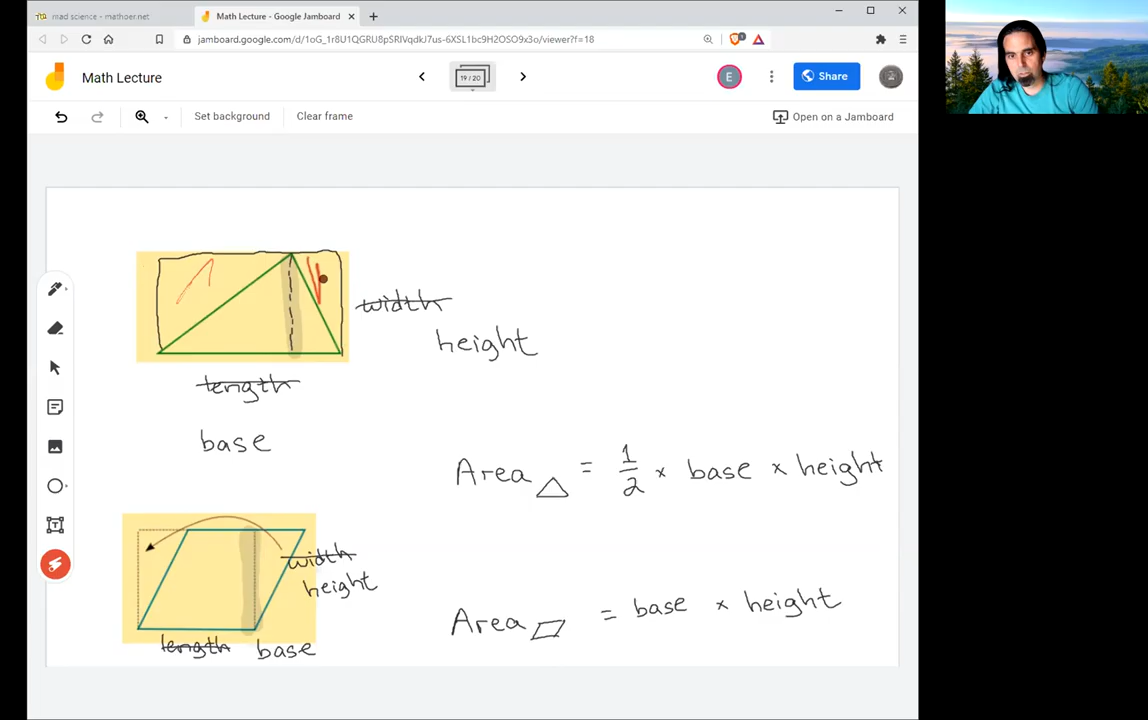 mad science - mathoer.net
Math Lecture - Google Jamboard
jamboard.google.com/d/1oG_1r8U1QGRU8pSRIVqdkJ7us-6XSL1bc9H2OSO9x3o/viewer?f=18
Math Lecture
19 / 20
E
Share
Set background
Clear frame
Open on a Jamboard
width
height
length
base
Area = 1/2 × base × height
width
height
Area = base × height
length base